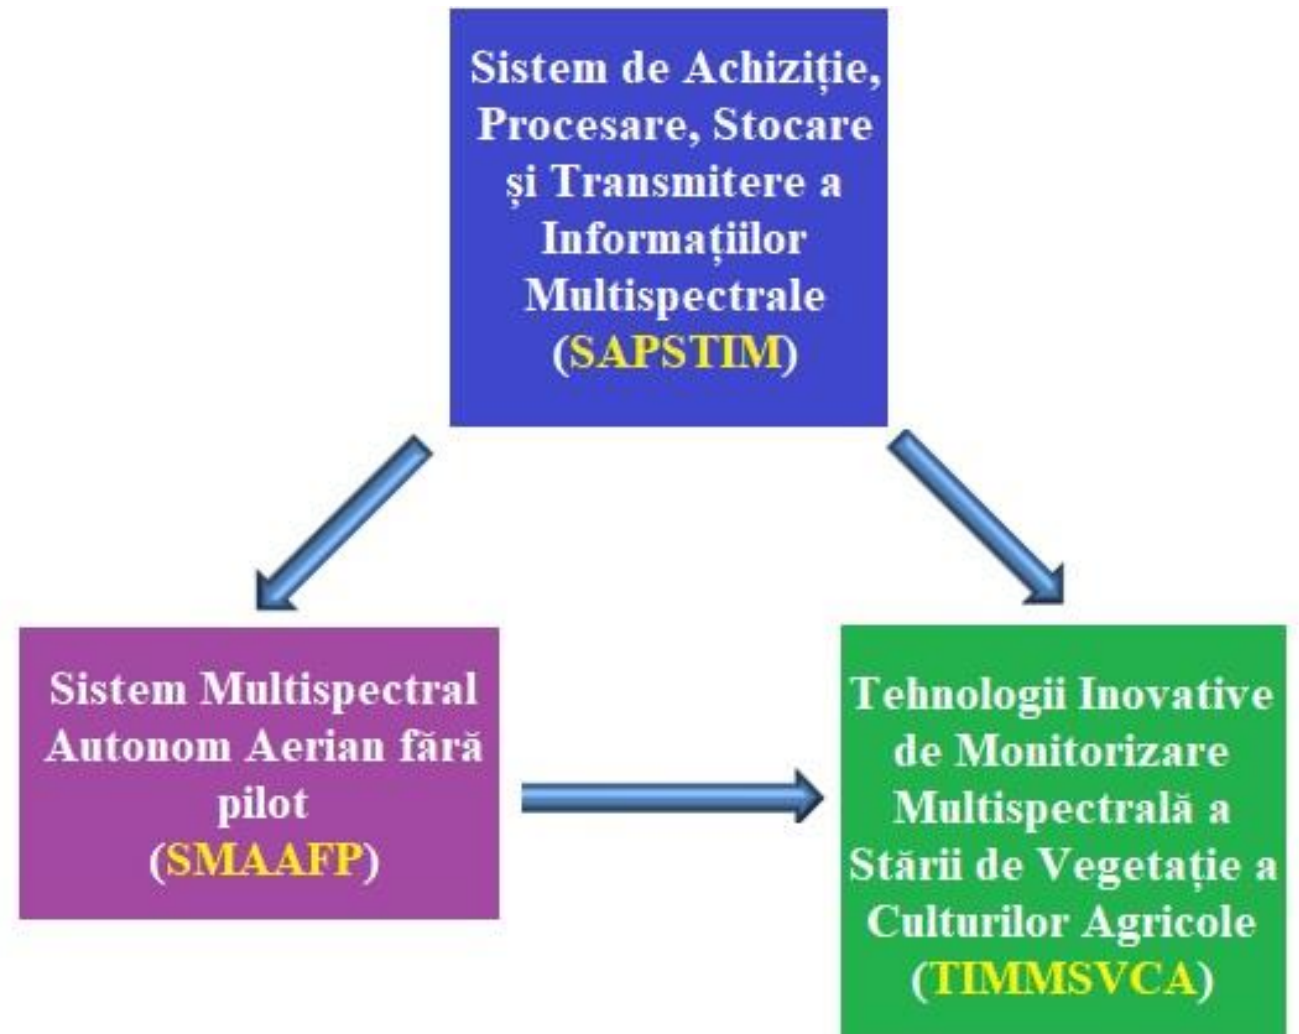 Sistem de Achiziție,
Procesare, Stocare
și Transmitere a
Informațiilor
Multispectrale
(SAPSTIM)
Sistem Multispectral
Autonom Aerian fără
pilot
(SMAAFP)
Tehnologii Inovative
de Monitorizare
Multispectrală a
Stării de Vegetație a
Culturilor Agricole
(TIMMSVCA)